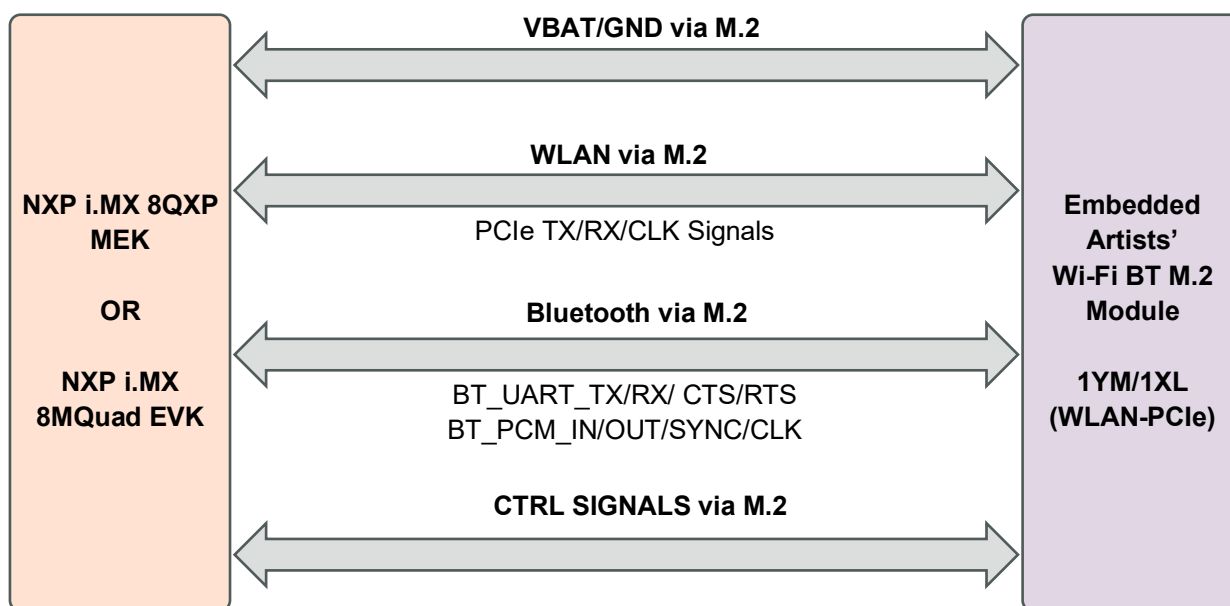 VBAT/GND via M.2
WLAN via M.2
PCIe TX/RX/CLK Signals
NXP i.MX 8QXP
MEK
OR
NXP i.MX
8MQuad EVK
Bluetooth via M.2
BT_UART_TX/RX/ CTS/RTS
BT_PCM_IN/OUT/SYNC/CLK
CTRL SIGNALS via M.2
Embedded
Artists’
Wi-Fi BT M.2
Module
1YM/1XL
(WLAN-PCIe)